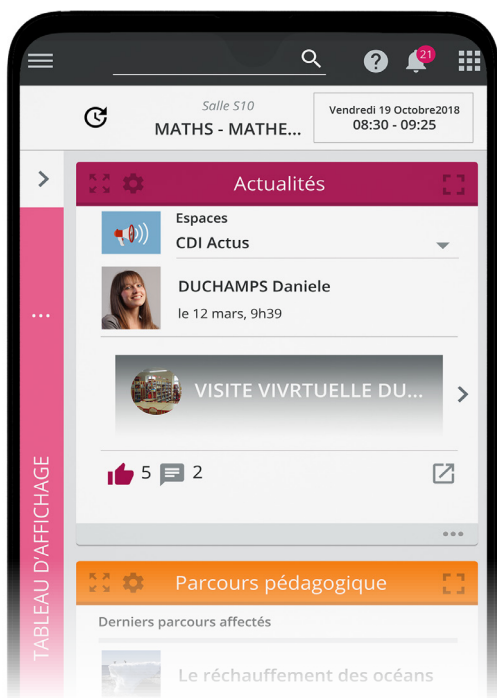 21
Salle S10
MATHS - MATHE...
Vendredi 19 Octobre2018
08:30 - 09:25
Actualités
Espaces
CDI Actus
DUCHAMPS Daniele
le 12 mars, 9h39
VISITE VIVRTUELLE DU...
5
2
TABLEAU D'AFFICHAGE
Parcours pédagogique
Derniers parcours affectés
Le réchauffement des océans